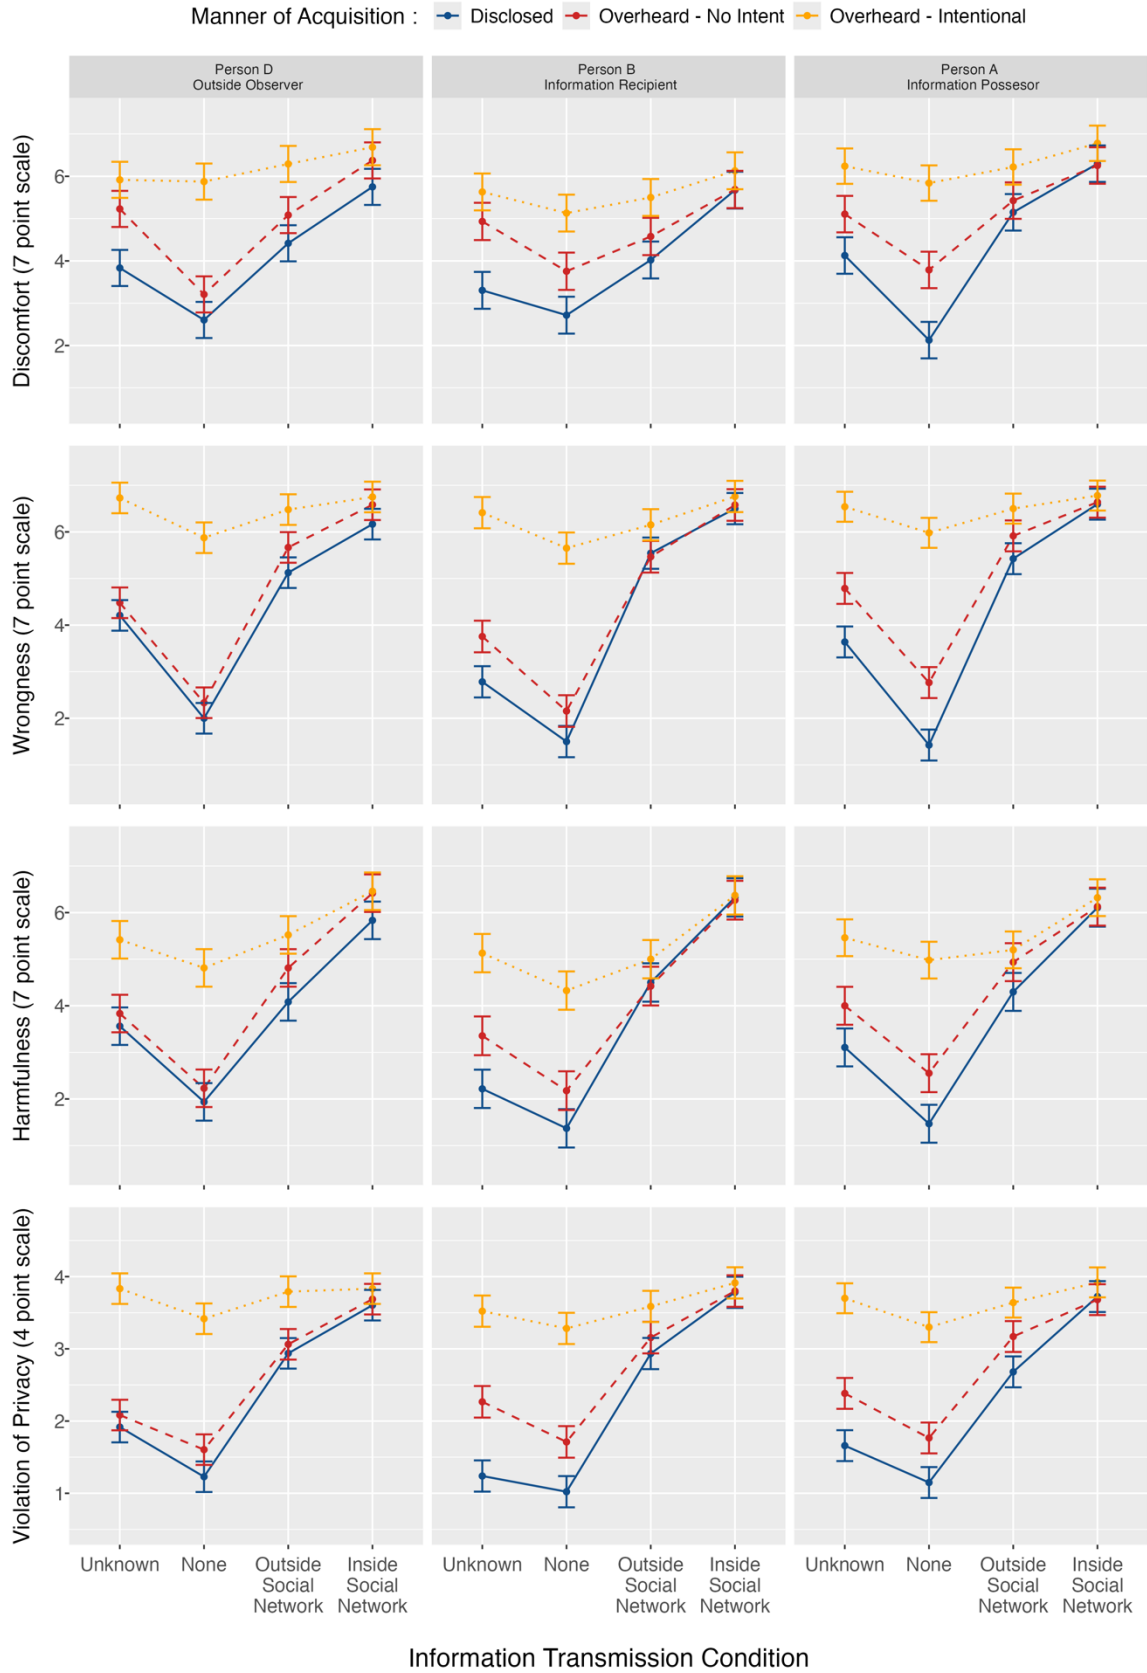 Manner of Acquisition : Disclosed Overheard - No Intent Overheard - Intentional
Person D
Outside Observer
Person B
Information Recipient
Person A
Information Possesor
Discomfort (7 point scale)
6
4
2
Wrongness (7 point scale)
6
4
2
Harmfulness (7 point scale)
6
4
2
Violation of Privacy (4 point scale)
4
3
2
1
Unknown
None
Outside
Social
Network
Inside
Social
Network
Unknown
None
Outside
Social
Network
Inside
Social
Network
Unknown
None
Outside
Social
Network
Inside
Social
Network
Information Transmission Condition